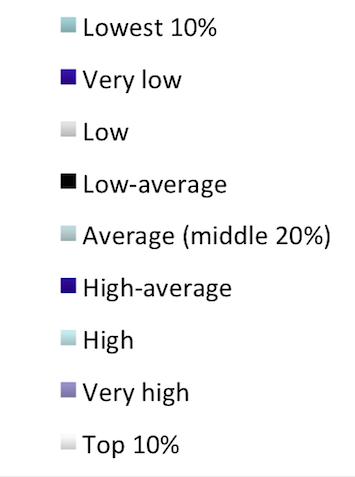 Lowest 10%
Very low
Low
Low-average
Average (middle 20%)
High-average
High
Very high
Top 10%